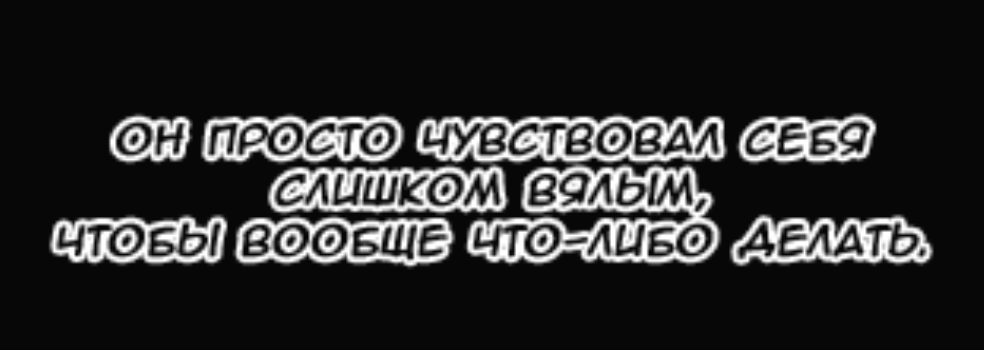 ОН ПРОСТО ЧУВСТВОВАЛ СЕБЯ
СЛИШКОМ ВЯЛЫМ,
ЧТОБЫ ВООБЩЕ ЧТО-ЛИБО ДЕЛАТЬ.